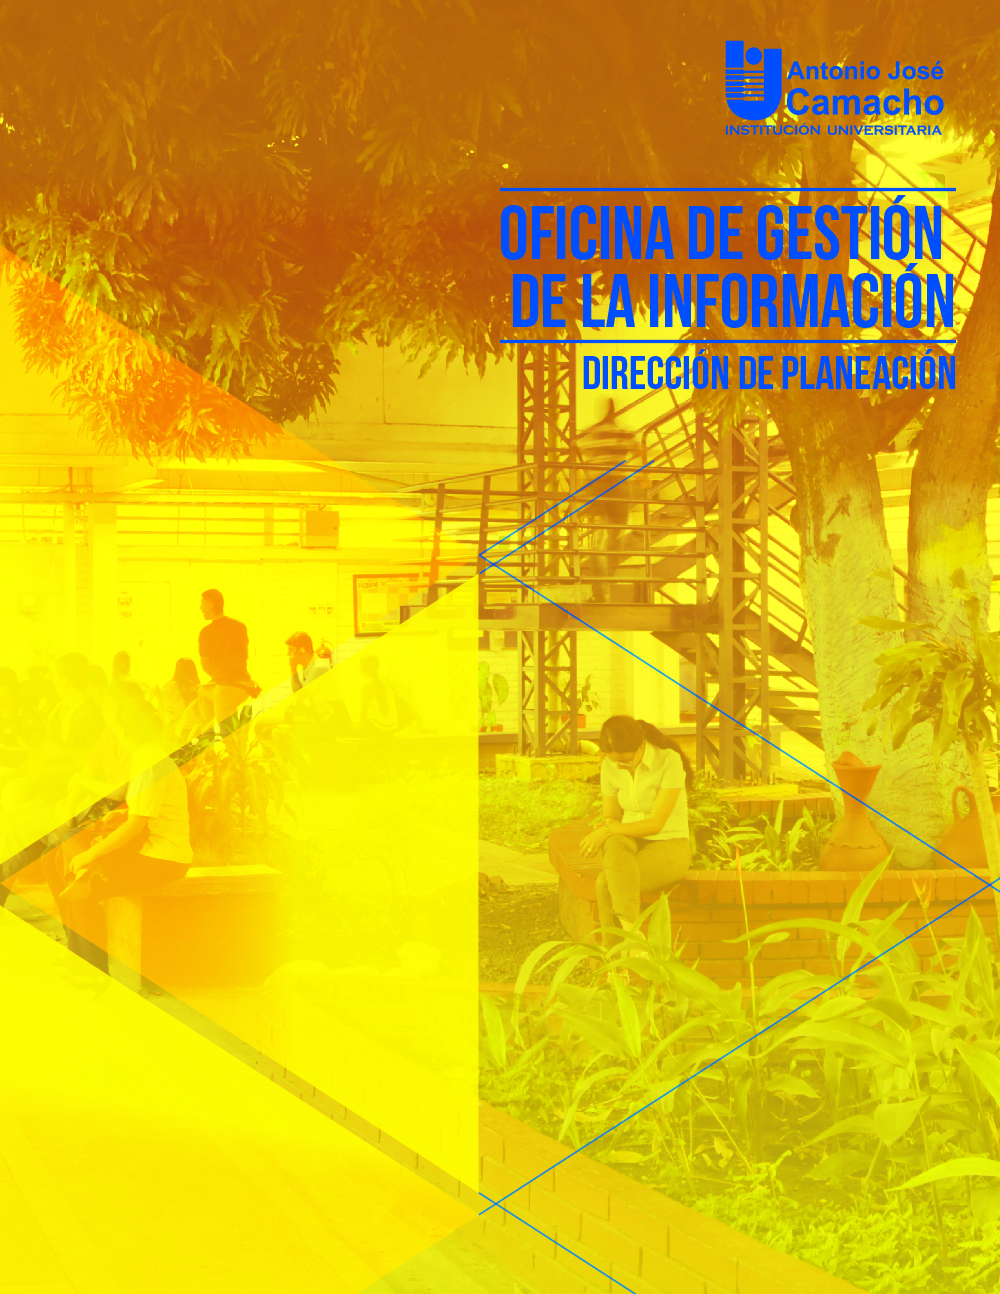 Antonio José
Camacho
INSTITUCIÓN UNIVERSITARIA
OFICINA DE GESTIÓN
DE LA INFORMACIÓN
DIRECCIÓN DE PLANEACIÓN